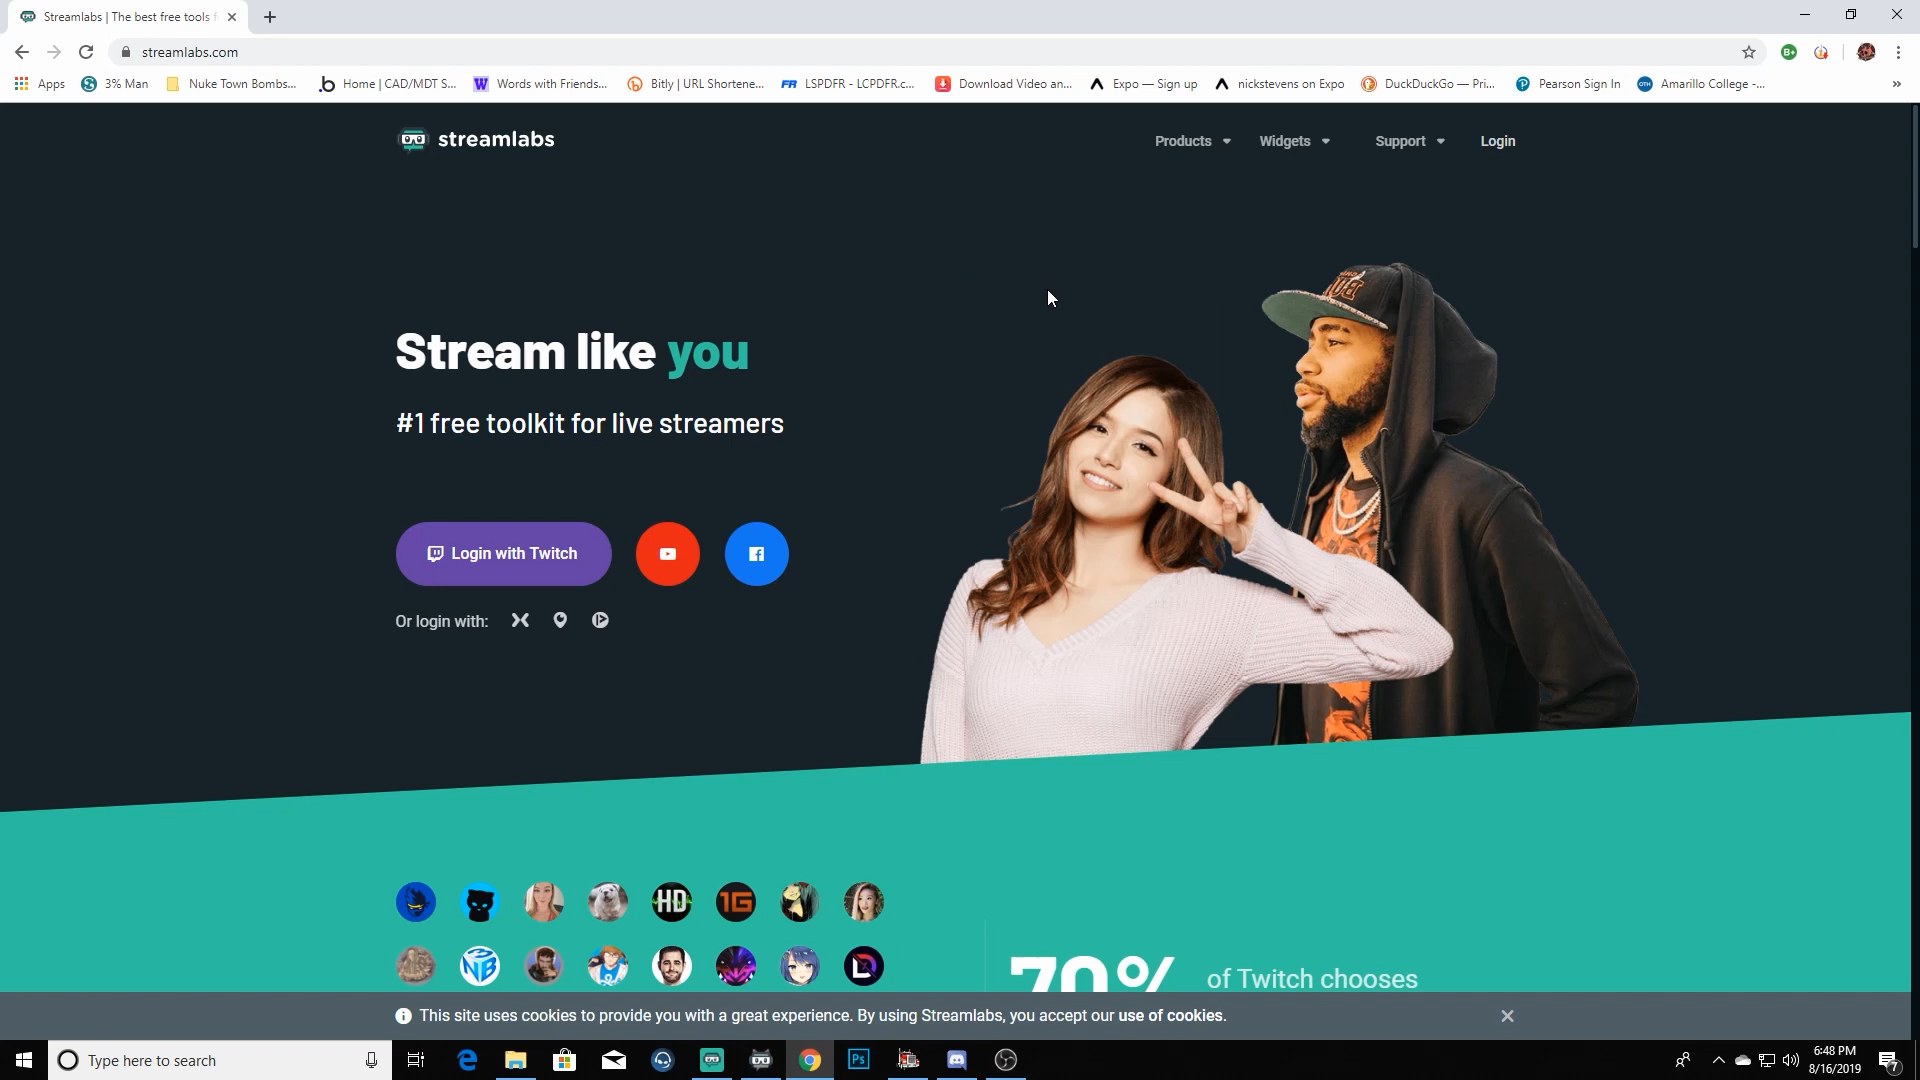 Streamlabs | The best free tools f
streamlabs.com
B+
Apps
3% Man
Nuke Town Bombs...
Home | CAD/MDT S...
Words with Friends...
Bitly | URL Shortene...
LSPDFR - LCPDFR.c...
Download Video an...
Expo — Sign up
nickstevens on Expo
DuckDuckGo — Pri...
Pearson Sign In
Amarillo College -...
streamlabs
Products
Widgets
Support
Login
Stream like you
#1 free toolkit for live streamers
Login with Twitch
Or login with:
HD
1G
NB
70% of Twitch chooses
This site uses cookies to provide you with a great experience. By using Streamlabs, you accept our use of cookies.
Type here to search
Ps
6:48 PM
8/16/2019
7